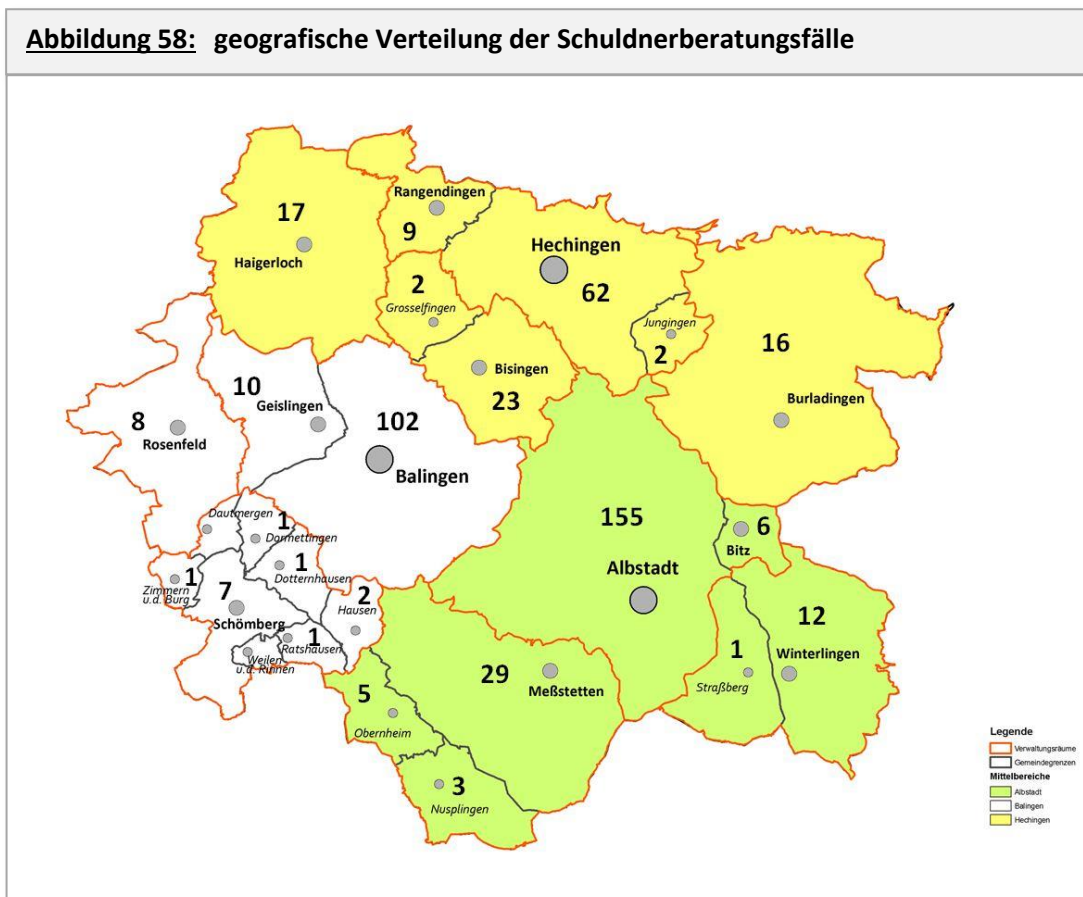 Abbildung 58: geografische Verteilung der Schuldnerberatungsfälle
Rangendingen
9
17
Haigerloch
Hechingen
62
2
Grosselfingen
Jungingen
2
16
Burladingen
Bisingen
23
10
Geislingen
8
Rosenfeld
102
Balingen
155
Albstadt
6
Bitz
Dautmergen
1
Dormettingen
1
Dotternhausen
1
Zimmern
u.d. Burg
7
Schömberg
2
Hausen
1
Ratshausen
Weilen
u.d. Rinnen
12
Winterlingen
1
Straßberg
29
Meßstetten
5
Obernheim
3
Nusplingen
Legende
Verwaltungsräume
Gemeindegrenzen
Mittelbereiche
Albstadt
Balingen
Hechingen